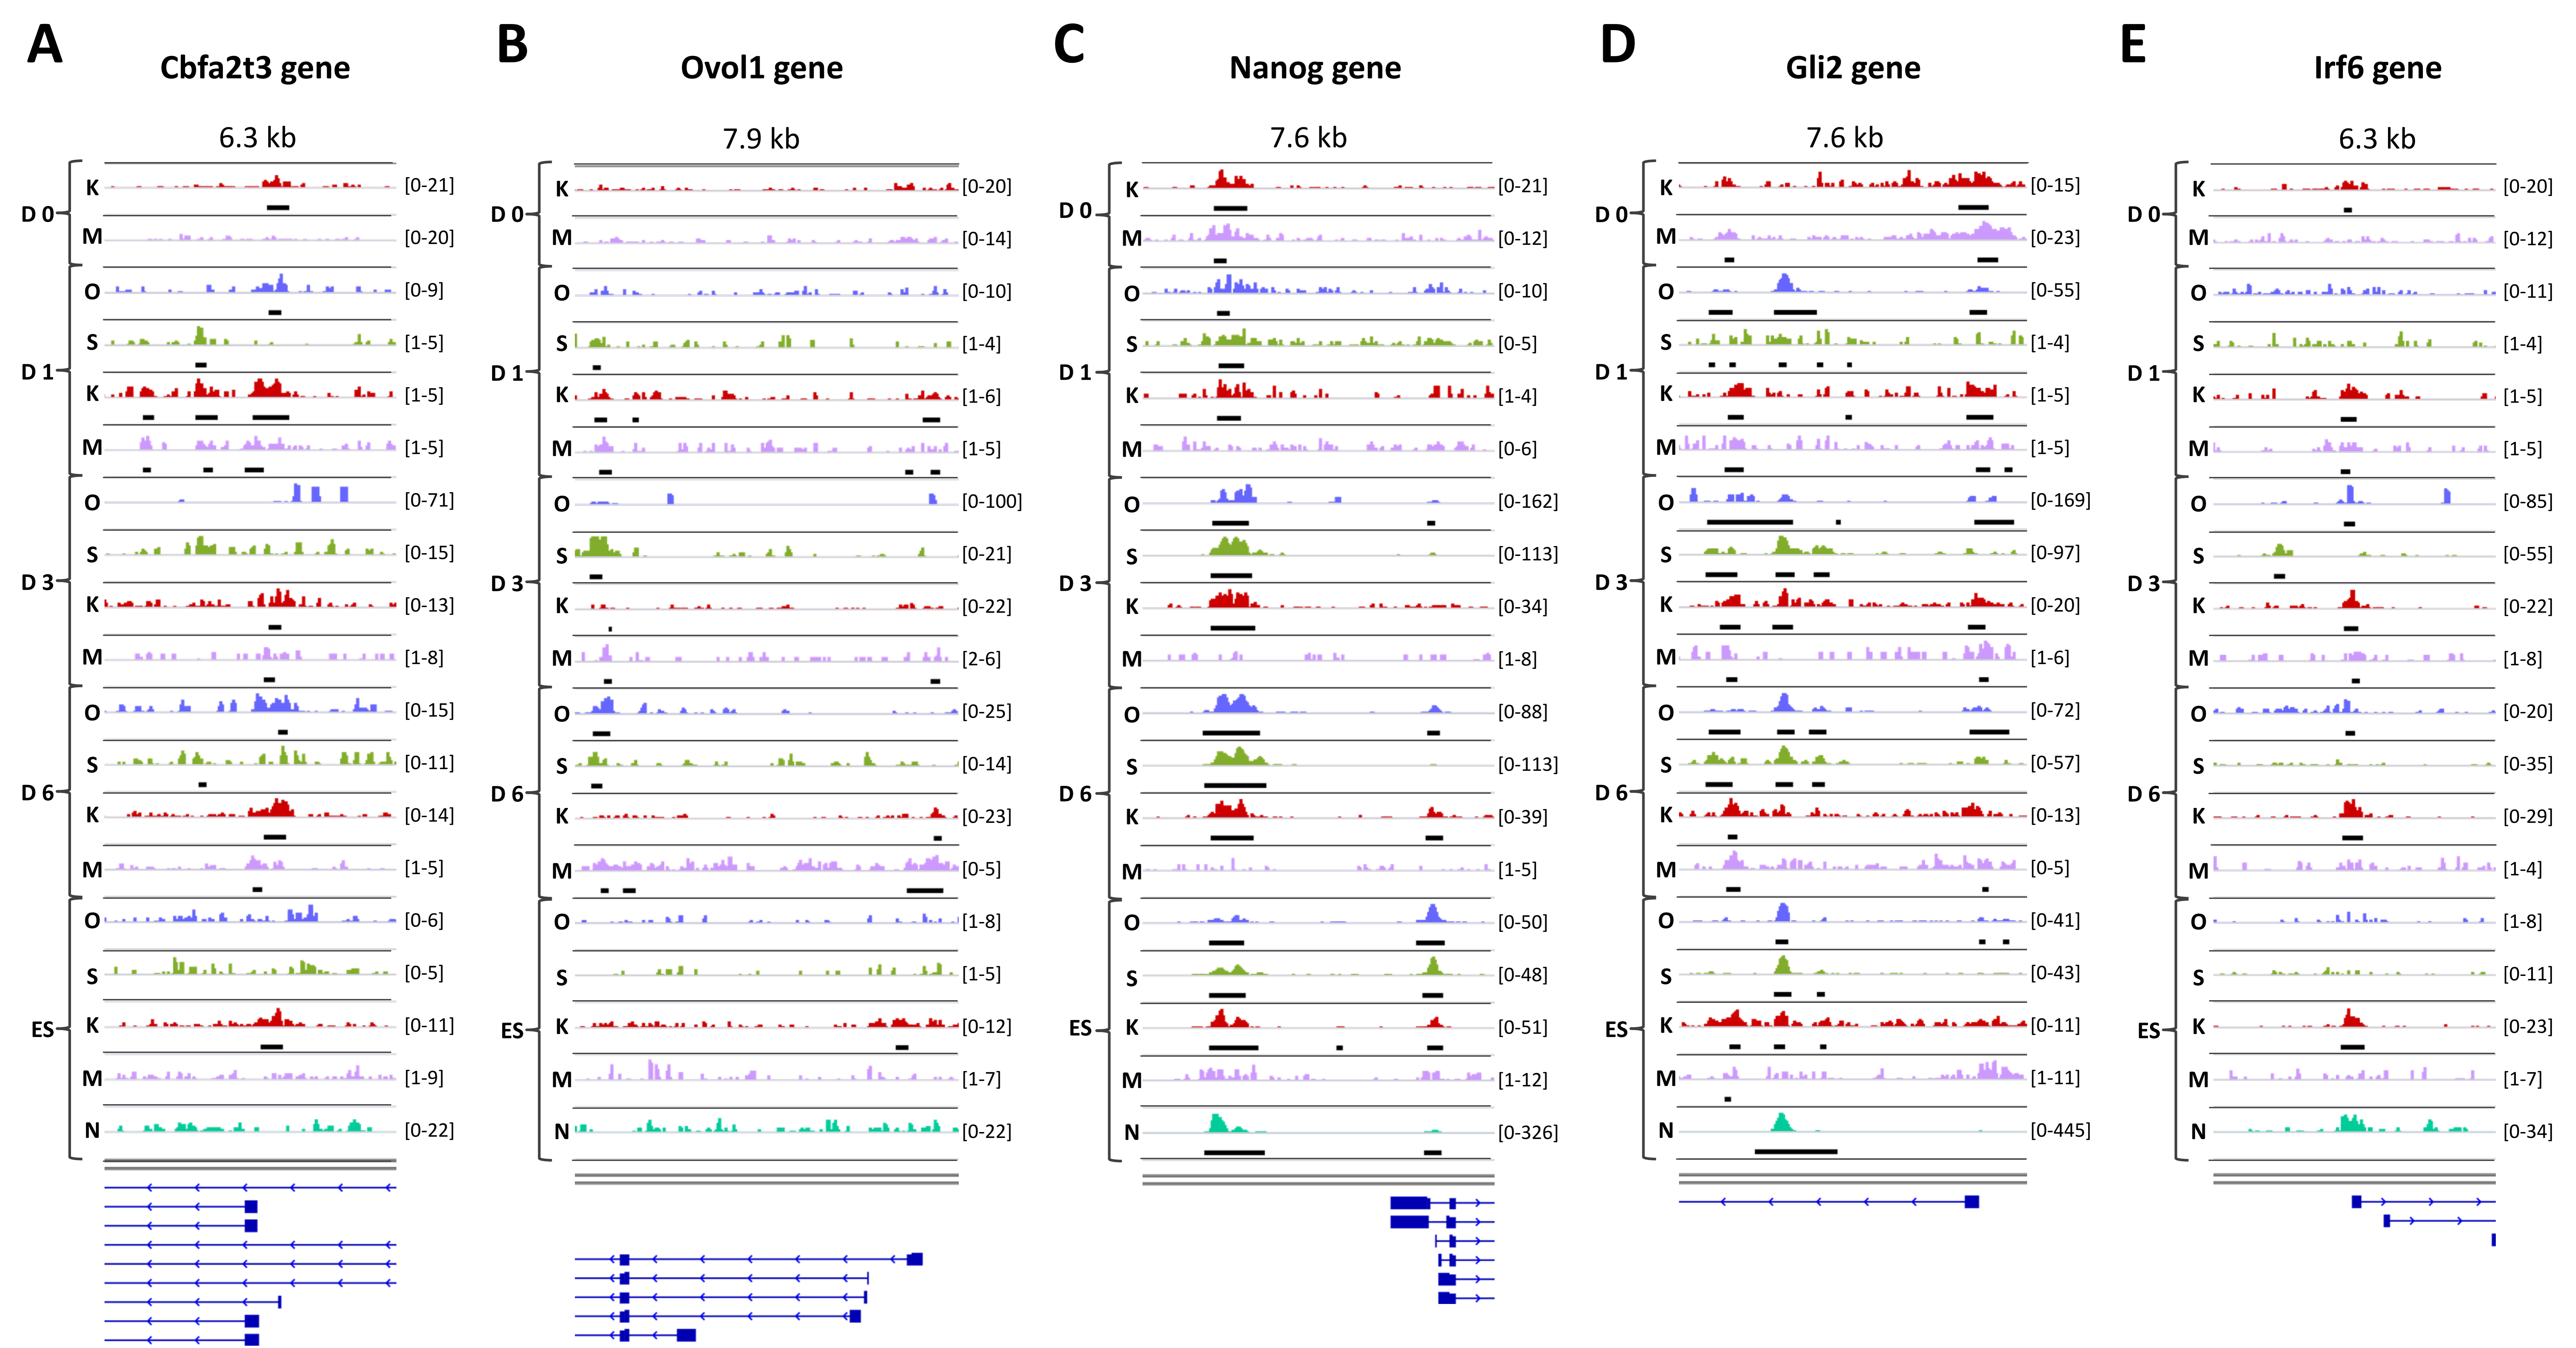 A
Cbfa2t3 gene
6.3 kb
D 0
K [0-21]
M [0-20]
D 1
O [0-9]
S [1-5]
K [1-5]
M [1-5]
D 3
O [0-71]
S [0-15]
K [0-13]
M [1-8]
D 6
O [0-15]
S [0-11]
K [0-14]
M [1-5]
ES
O [0-6]
S [0-5]
K [0-11]
M [1-9]
N [0-22]
B
Ovol1 gene
7.9 kb
D 0
K [0-20]
M [0-14]
D 1
O [0-10]
S [1-4]
K [1-6]
M [1-5]
D 3
O [0-100]
S [0-21]
K [0-22]
M [2-6]
D 6
O [0-25]
S [0-14]
K [0-23]
M [0-5]
ES
O [1-8]
S [1-5]
K [0-12]
M [1-7]
N [0-22]
C
Nanog gene
7.6 kb
D 0
K [0-21]
M [0-12]
D 1
O [0-10]
S [0-5]
K [1-4]
M [0-6]
D 3
O [0-162]
S [0-113]
K [0-34]
M [1-8]
D 6
O [0-88]
S [0-113]
K [0-39]
M [1-5]
ES
O [0-50]
S [0-48]
K [0-51]
M [1-12]
N [0-326]
D
Gli2 gene
7.6 kb
D 0
K [0-15]
M [0-23]
D 1
O [0-55]
S [1-4]
K [1-5]
M [1-5]
D 3
O [0-169]
S [0-97]
K [0-20]
M [1-6]
D 6
O [0-72]
S [0-57]
K [0-13]
M [0-5]
ES
O [0-41]
S [0-43]
K [0-11]
M [1-11]
N [0-445]
E
Irf6 gene
6.3 kb
D 0
K [0-20]
M [0-12]
D 1
O [0-11]
S [1-4]
K [1-5]
M [1-5]
D 3
O [0-85]
S [0-55]
K [0-22]
M [1-8]
D 6
O [0-20]
S [0-35]
K [0-29]
M [1-4]
ES
O [1-8]
S [0-11]
K [0-23]
M [1-7]
N [0-34]